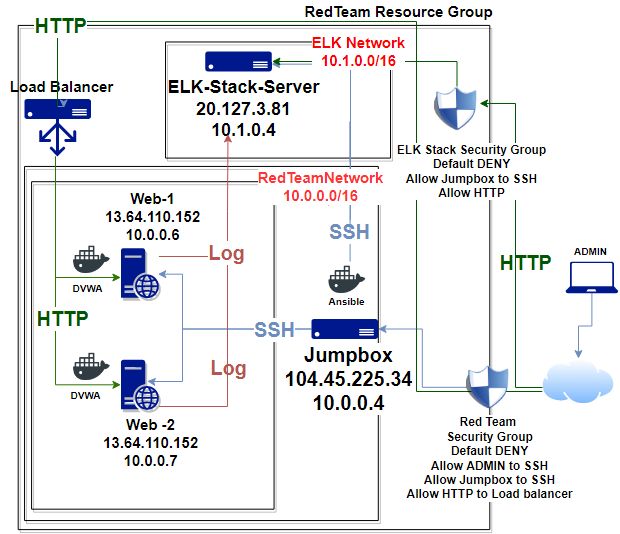 RedTeam Resource Group
HTTP
ELK Network
10.1.0.0/16
Load Balancer
ELK-Stack-Server
20.127.3.81
10.1.0.4
ELK Stack Security Group
Default DENY
Allow Jumpbox to SSH
Allow HTTP
RedTeamNetwork
10.0.0.0/16
Web-1
13.64.110.152
10.0.0.6
SSH
Log
HTTP
ADMIN
DVWA
Ansible
HTTP
SSH
Jumpbox
104.45.225.34
10.0.0.4
Log
DVWA
Web -2
13.64.110.152
10.0.0.7
Red Team
Security Group
Default DENY
Allow ADMIN to SSH
Allow Jumpbox to SSH
Allow HTTP to Load balancer